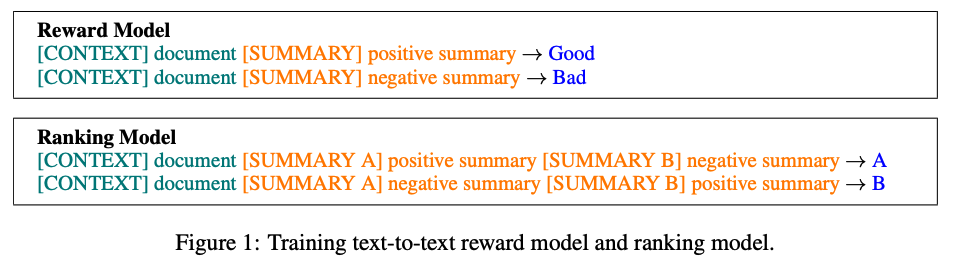 Reward Model
[CONTEXT] document [SUMMARY] positive summary → Good
[CONTEXT] document [SUMMARY] negative summary → Bad
Ranking Model
[CONTEXT] document [SUMMARY A] positive summary [SUMMARY B] negative summary → A
[CONTEXT] document [SUMMARY A] negative summary [SUMMARY B] positive summary → B
Figure 1: Training text-to-text reward model and ranking model.